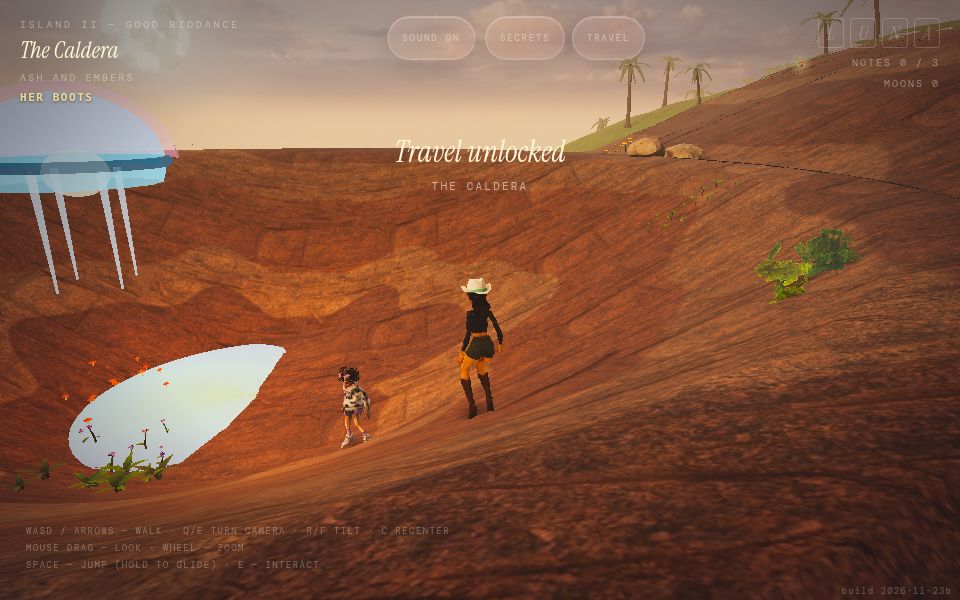 ISLAND II — GOOD RIDDANCE
The Caldera
ASH AND EMBERS
HER BOOTS
SOUND ON
SECRETS
TRAVEL
L U N A
NOTES 0 / 3
MOONS 0
Travel unlocked
THE CALDERA
WASD / ARROWS — WALK · Q/E TURN CAMERA · R/F TILT · C RECENTER
MOUSE DRAG — LOOK · WHEEL — ZOOM
SPACE — JUMP (HOLD TO GLIDE) · E — INTERACT
build 2026-11-23b